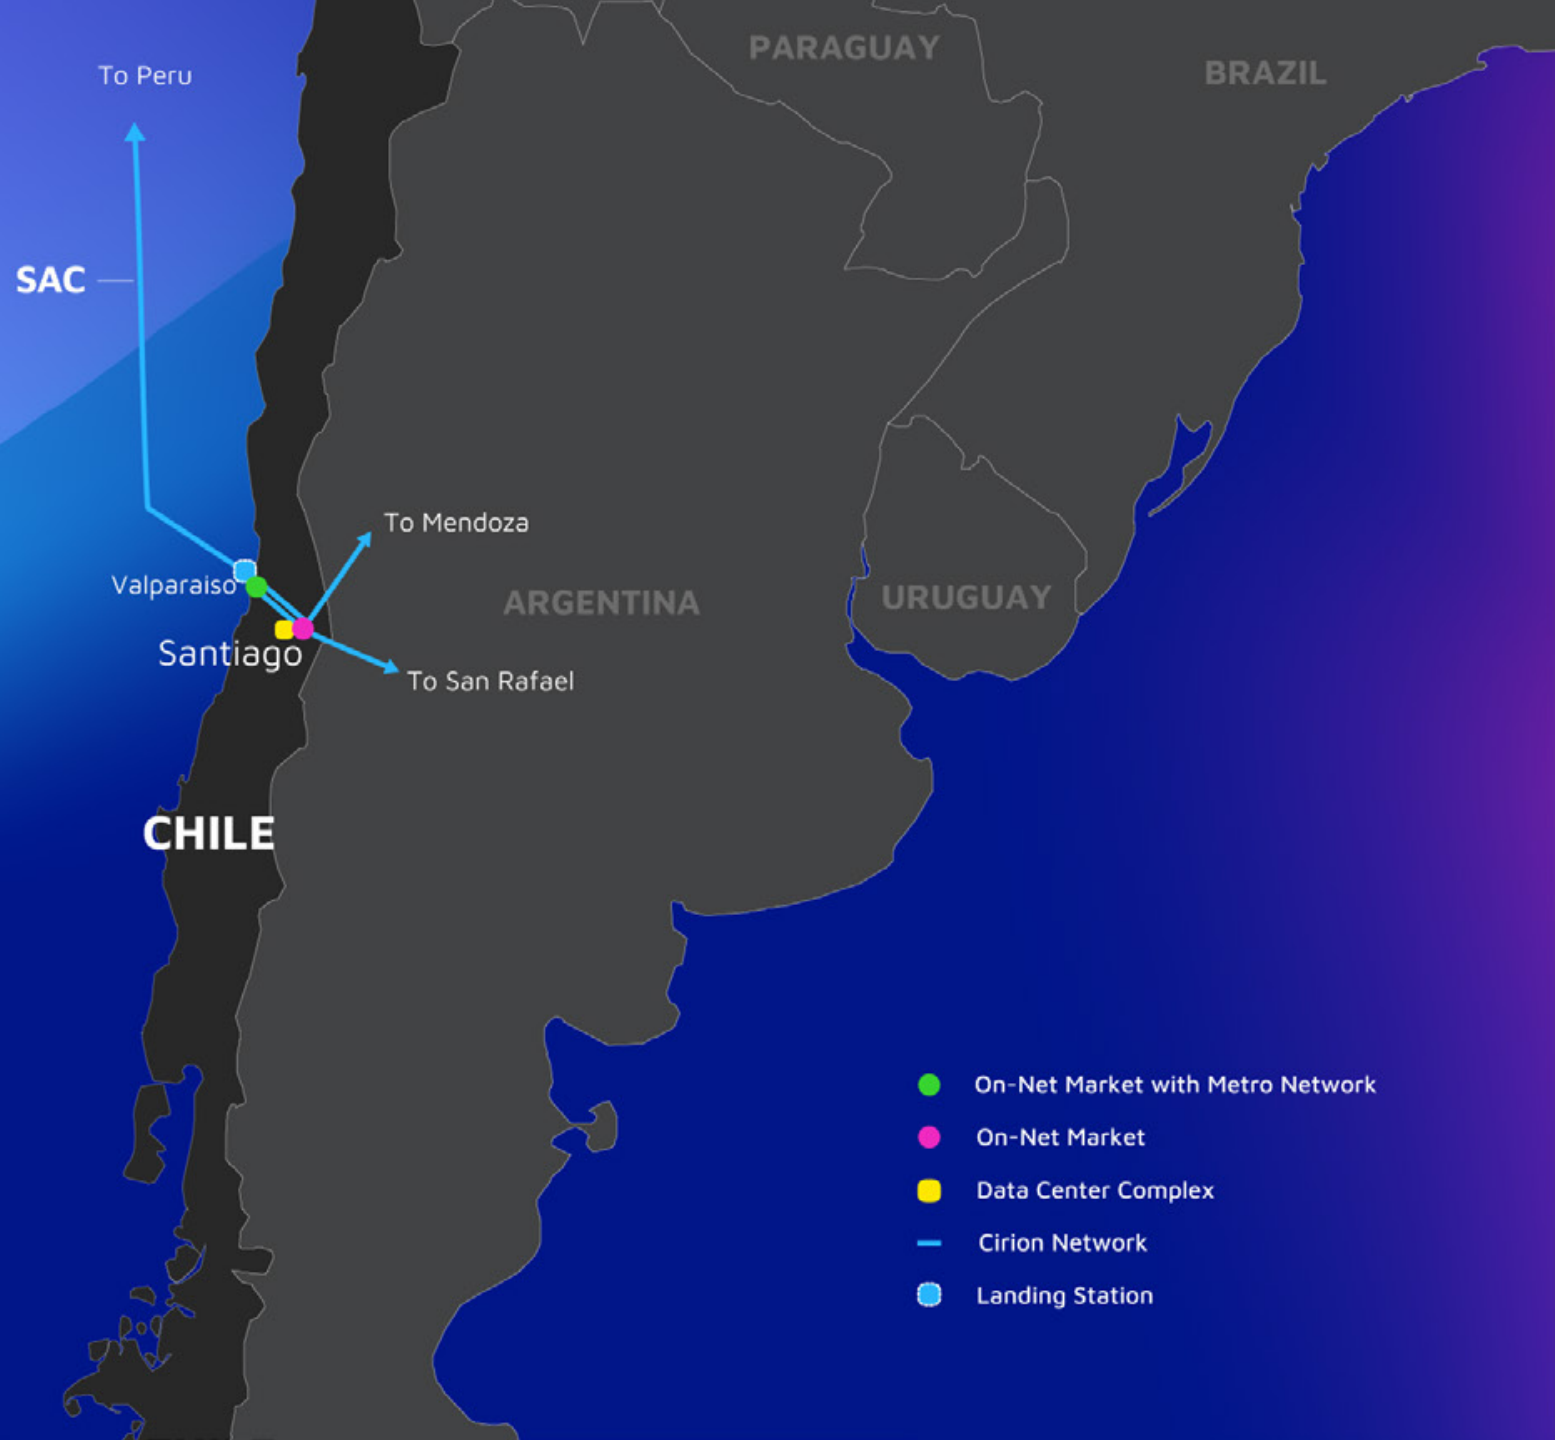 PARAGUAY
BRAZIL
To Peru
SAC
To Mendoza
Valparaiso
ARGENTINA
URUGUAY
Santiago
To San Rafael
CHILE
On-Net Market with Metro Network
On-Net Market
Data Center Complex
Cirion Network
Landing Station